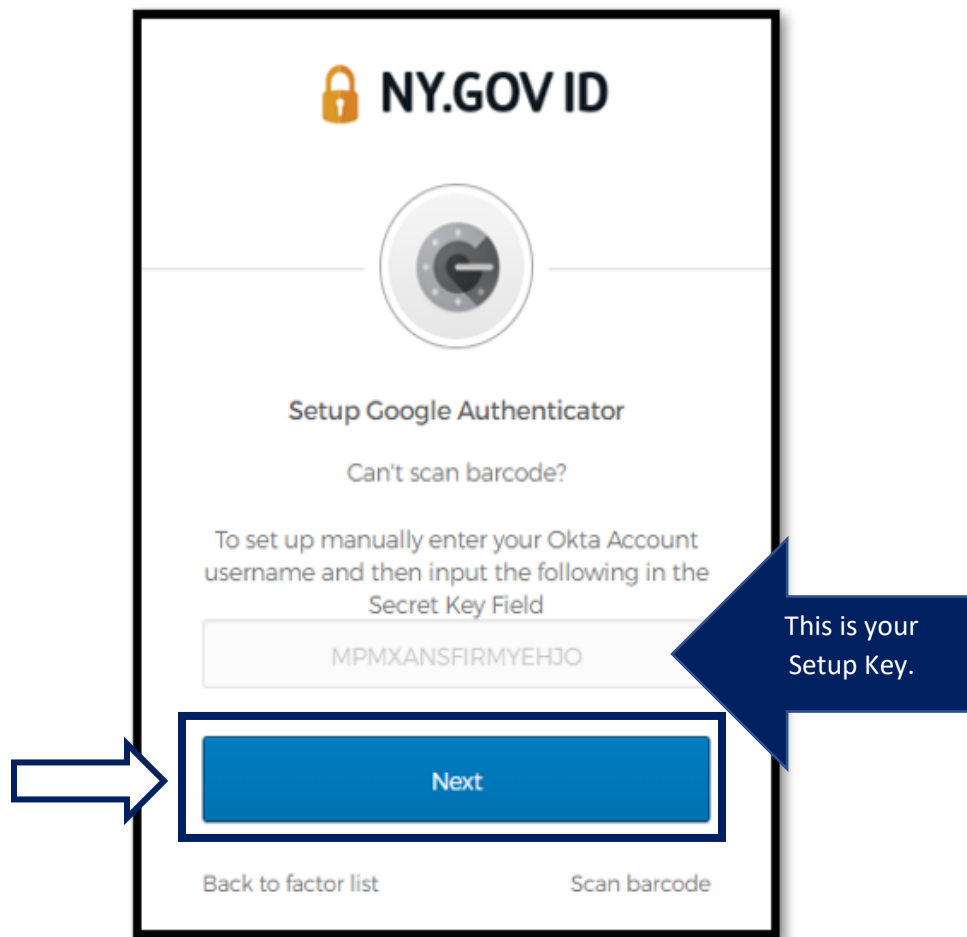 NY.GOV ID
Setup Google Authenticator
Can't scan barcode?
To set up manually enter your Okta Account
username and then input the following in the
Secret Key Field
MPMXANSFIRMYEHJO
This is your
Setup Key.
Next
Back to factor list
Scan barcode